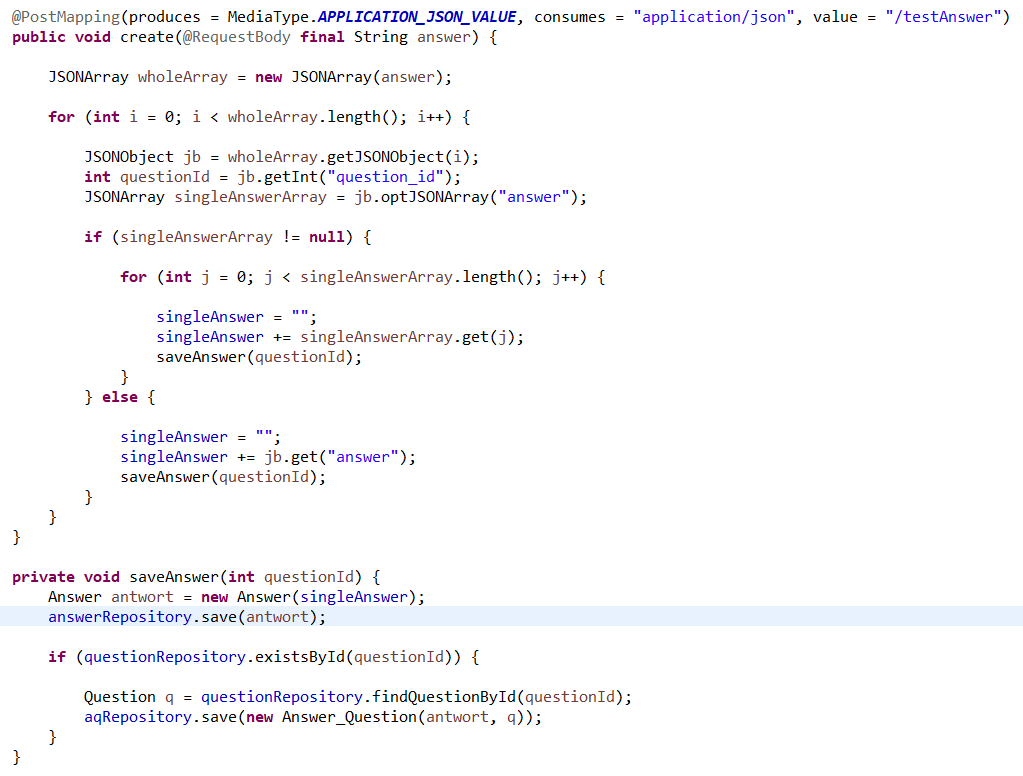 @PostMapping(produces = MediaType.APPLICATION_JSON_VALUE, consumes = "application/json", value = "/testAnswer")
public void create(@RequestBody final String answer) {
JSONArray wholeArray = new JSONArray(answer);
for (int i = 0; i < wholeArray.length(); i++) {
JSONObject jb = wholeArray.getJSONObject(i);
int questionId = jb.getInt("question_id");
JSONArray singleAnswerArray = jb.optJSONArray("answer");
if (singleAnswerArray != null) {
for (int j = 0; j < singleAnswerArray.length(); j++) {
singleAnswer = "";
singleAnswer += singleAnswerArray.get(j);
saveAnswer(questionId);
}
} else {
singleAnswer = "";
singleAnswer += jb.get("answer");
saveAnswer(questionId);
}
}
}
private void saveAnswer(int questionId) {
Answer antwort = new Answer(singleAnswer);
answerRepository.save(antwort);
if (questionRepository.existsById(questionId)) {
Question q = questionRepository.findQuestionById(questionId);
aqRepository.save(new Answer_Question(antwort, q));
}
}